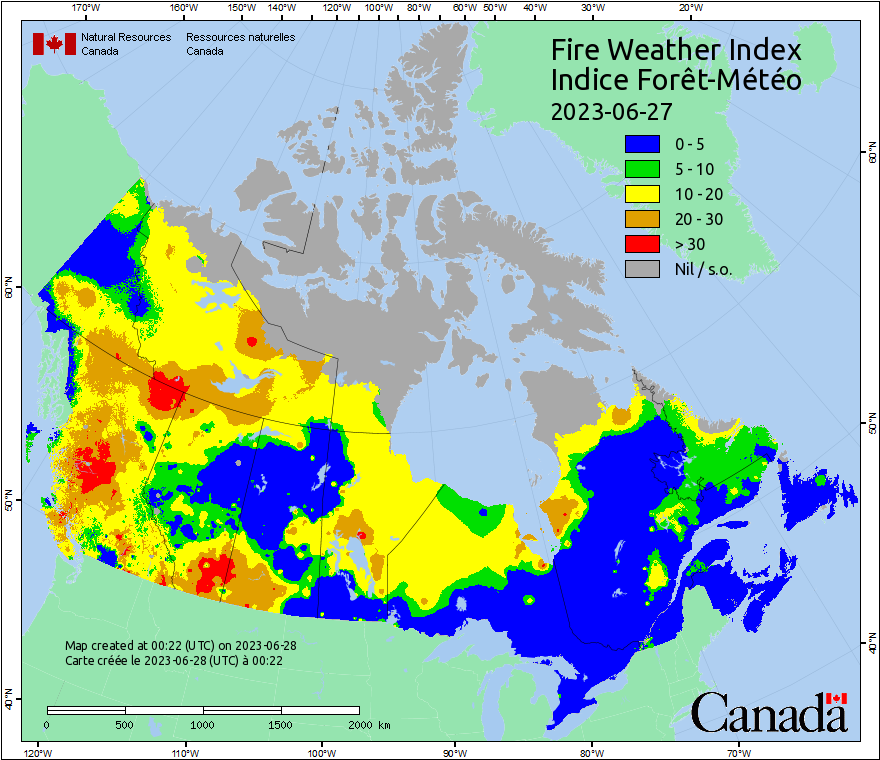 170°W 160°W 150°W 140°W 130°W 120°W 110°W 100°W 90°W 80°W 70°W 60°W 50°W 40°W 30°W 20°W
Natural Resources Canada
Ressources naturelles Canada
Fire Weather Index
Indice Forêt-Météo
2023-06-27
0 - 5
5 - 10
10 - 20
20 - 30
> 30
Nil / s.o.
60°N
60°N
50°N
50°N
40°N
40°N
Map created at 00:22 (UTC) on 2023-06-28
Carte créée le 2023-06-28 (UTC) à 00:22
0 500 1000 1500 2000 km
Canada
120°W 110°W 100°W 90°W 80°W 70°W